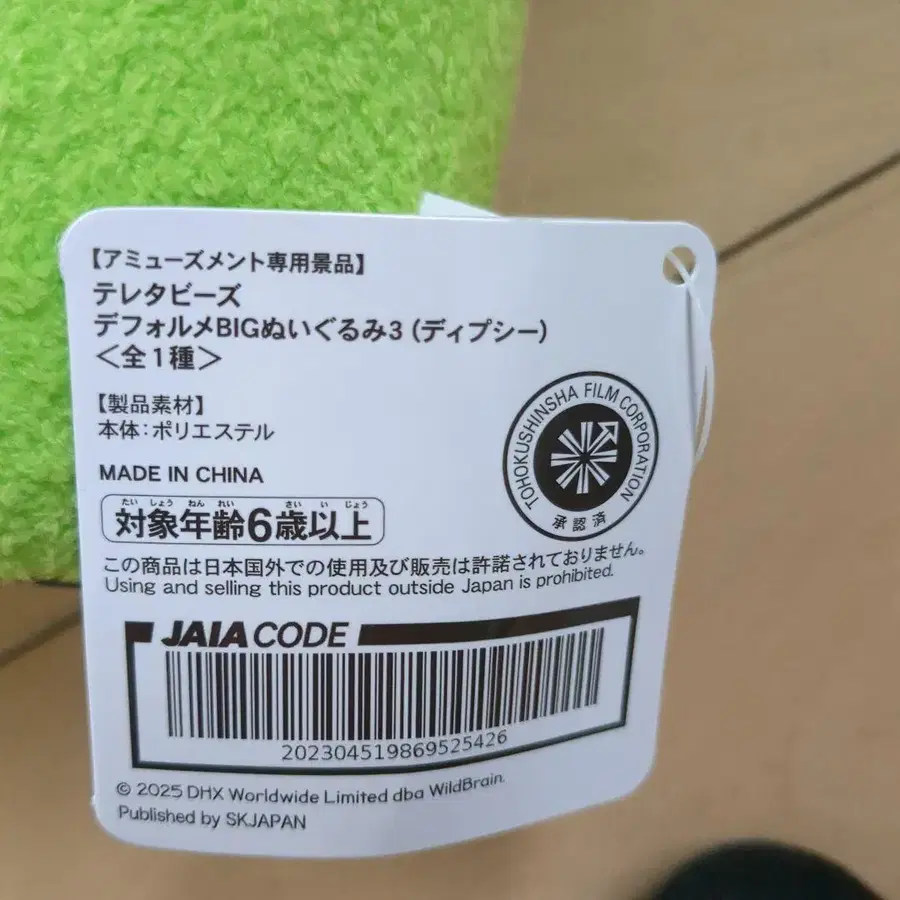 【アミューズメント専用景品】
テレタビーズ
デフォルメBIGぬいぐるみ3（ディプシー）
＜全1種＞
【製品素材】
本体：ポリエステル
MADE IN CHINA
たいしょうねんれい さいいじょう
対象年齢6歳以上
TOHOKUSHINSHA FILM CORPORATION
承認済
この商品は日本国外での使用及び販売は許諾されておりません。
Using and selling this product outside Japan is prohibited.
JAIA CODE
202304519869525426
© 2025 DHX Worldwide Limited dba WildBrain.
Published by SKJAPAN